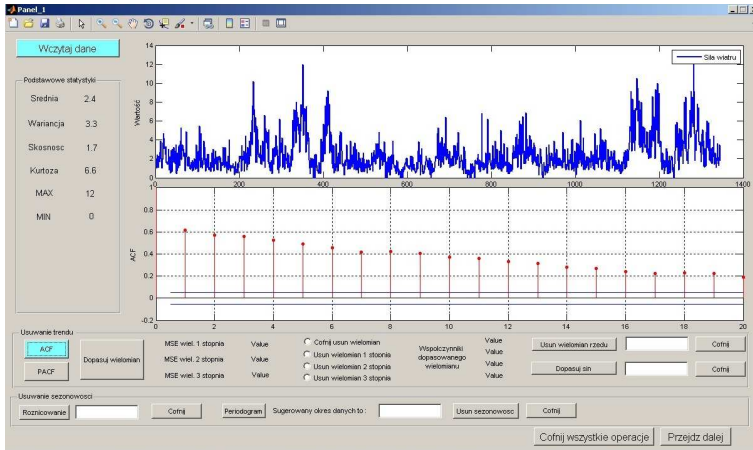 Panel_1
Wczytaj dane
Podstawowe statystyki
Srednia 2.4
Wariancja 3.3
Skosnosc 1.7
Kurtoza 6.6
MAX 12
MIN 0
Siła wiatru
Wartość
14
12
10
8
6
4
2
0
0 200 400 600 800 1000 1200 1400
ACF
1
0.8
0.6
0.4
0.2
0
-0.2
0 2 4 6 8 10 12 14 16 18 20
Usuwanie trendu
ACF
PACF
Dopasuj wielomian
MSE wiel. 1 stopnia Value
MSE wiel. 2 stopnia Value
MSE wiel. 3 stopnia Value
Cofnij usun wielomian
Usun wielomian 1 stopnia
Usun wielomian 2 stopnia
Usun wielomian 3 stopnia
Wspolczynniki
dopasowanego
wielomianu
Value
Value
Value
Value
Usun wielomian rzedu Cofnij
Dopasuj sin Cofnij
Usuwanie sezonowosci
Roznicowanie Cofnij Periodogram Sugerowany okres danych to : Usun sezonowosc Cofnij
Cofnij wszystkie operacje Przejdz dalej